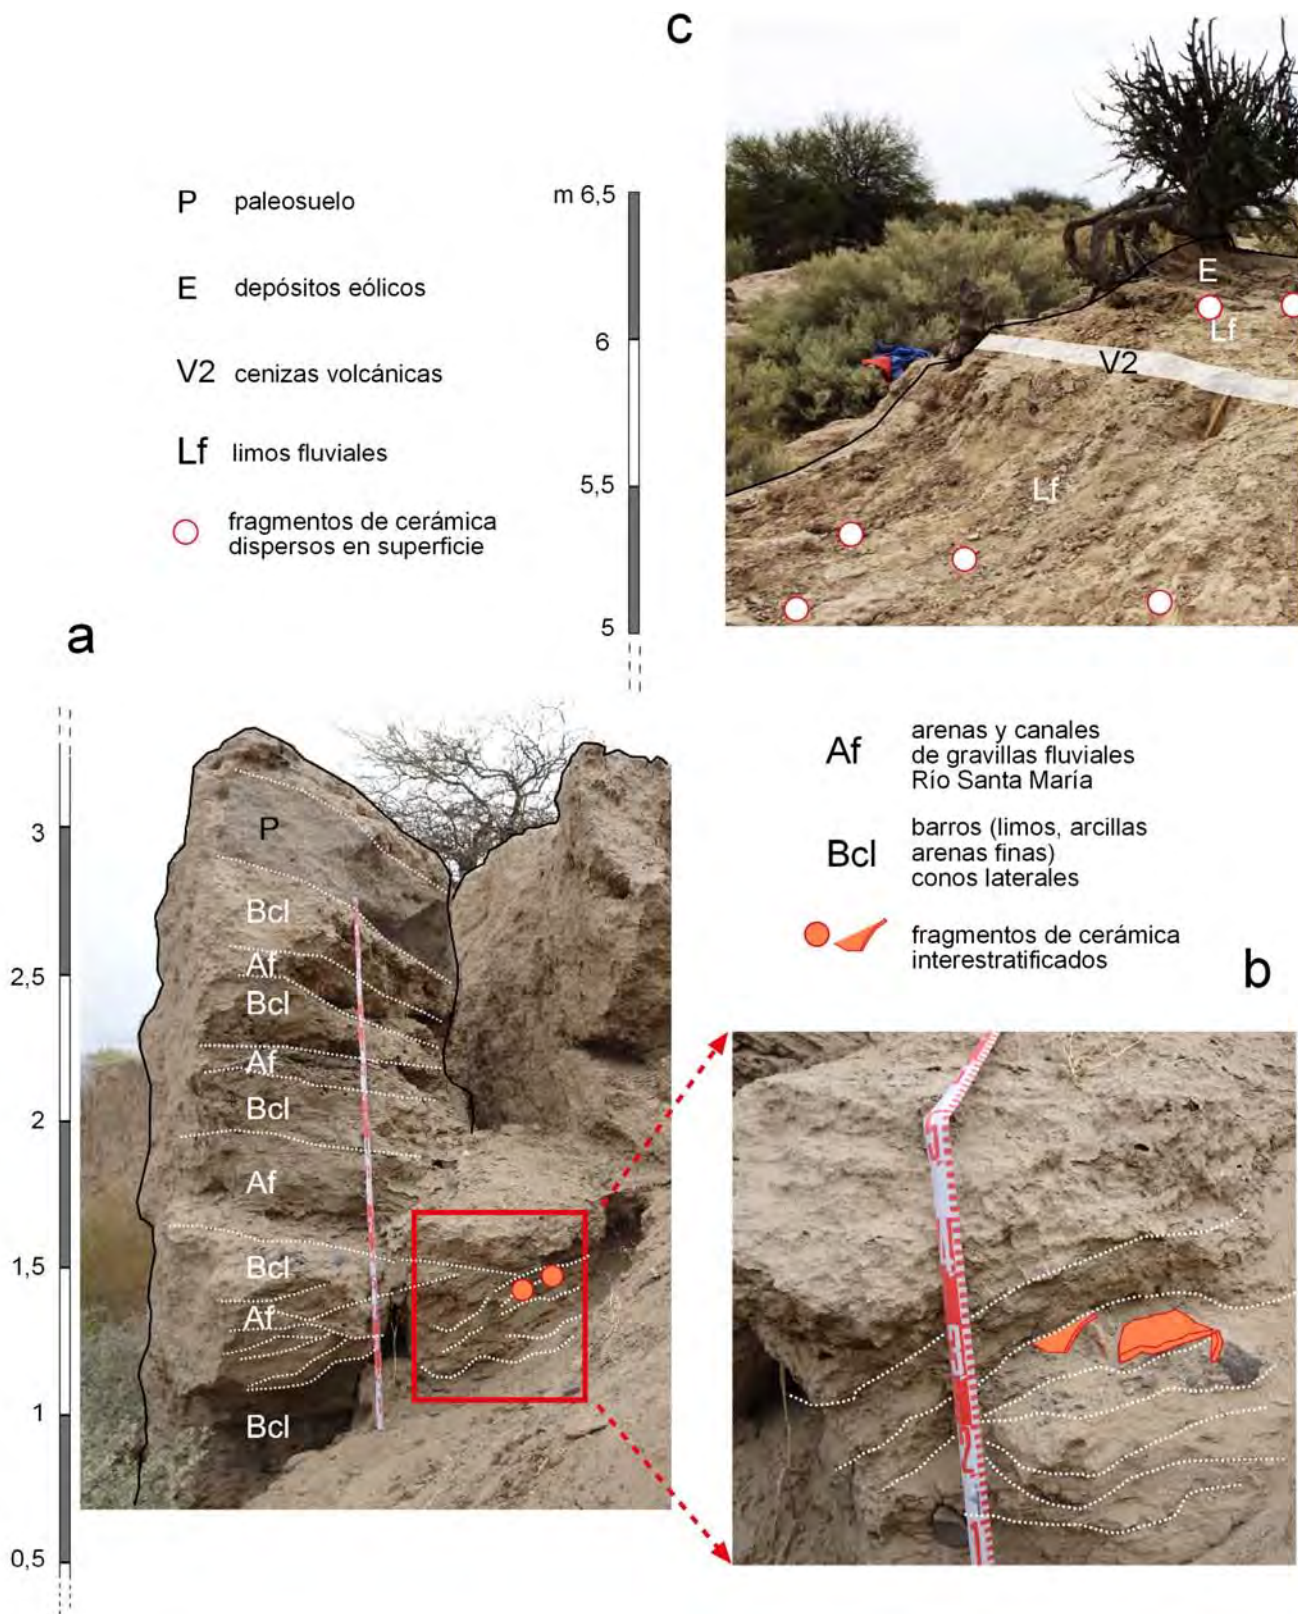 c
P paleosuelo
E depósitos eólicos
V2 cenizas volcánicas
Lf limos fluviales
fragmentos de cerámica
dispersos en superficie
m 6,5
6
5,5
5
E
Lf
V2
Lf
a
3
2,5
2
1,5
1
0,5
P
Bcl
Af
Bcl
Af
Bcl
Af
Bcl
Af
Bcl
Af arenas y canales
de gravillas fluviales
Río Santa María
Bcl barros (limos, arcillas
arenas finas)
conos laterales
fragmentos de cerámica
interestratificados
b